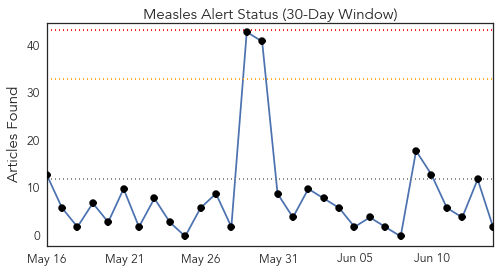 Measles Alert Status (30-Day Window)
Articles Found
40
30
20
10
0
May 16 May 21 May 26 May 31 Jun 05 Jun 10